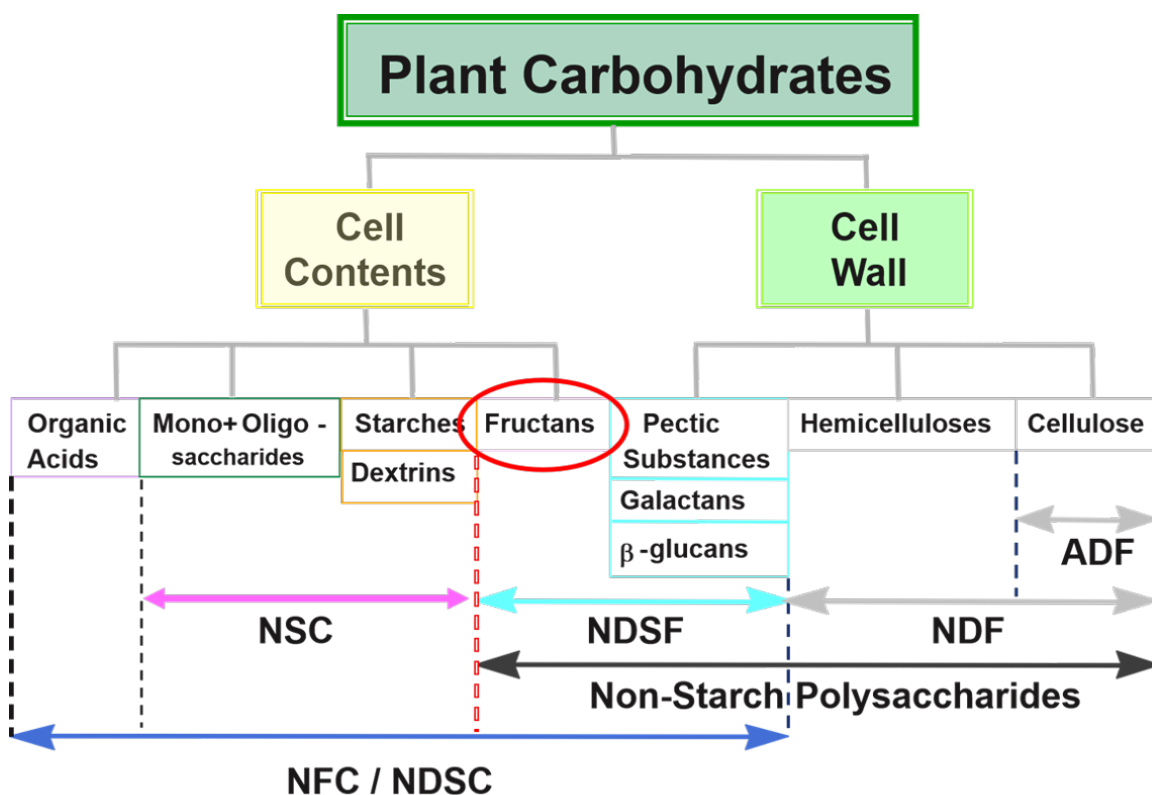 Plant Carbohydrates
Cell
Contents
Cell
Wall
Organic
Acids
Mono+ Oligo -
saccharides
Starches
Dextrins
Fructans
Pectic
Substances
Galactans
β-glucans
Hemicelluloses
Cellulose
ADF
NSC
NDSF
NDF
Non-Starch Polysaccharides
NFC / NDSC